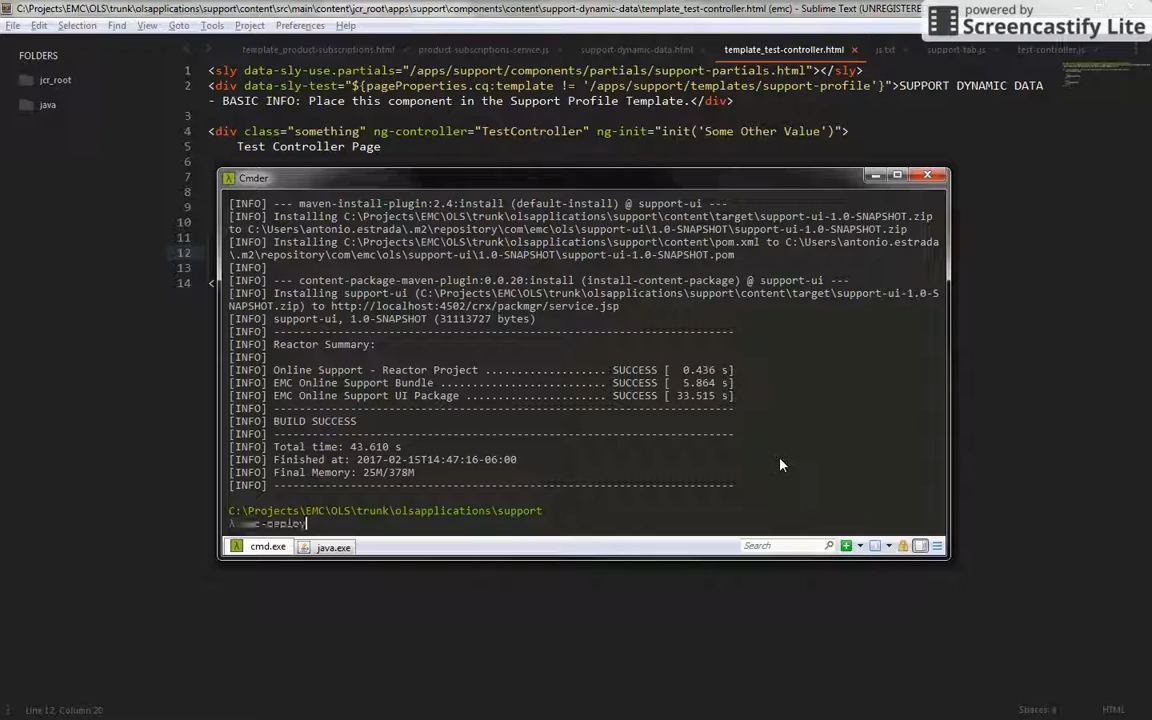 C:\Projects\EMC\OLS\trunk\olsapplications\support\content\src\main\content\jcr_root\apps\support\components\content\support-dynamic-data\template_test-controller.html (emc) - Sublime Text (UNREGISTERE
powered by
Screencastify Lite
File Edit Selection Find View Goto Tools Project Preferences Help
FOLDERS
jcr_root
java
template_product-subscriptions.html product-subscriptions-service.js support-dynamic-data.html template_test-controller.html × js.txt support-tab.js test-controller.js
1 <sly data-sly-use.partials="/apps/support/components/partials/support-partials.html"></sly>
2 <div data-sly-test="${pageProperties.cq:template != '/apps/support/templates/support-profile'}">SUPPORT DYNAMIC DATA
- BASIC INFO: Place this component in the Support Profile Template.</div>
3
4 <div class="something" ng-controller="TestController" ng-init="init('Some Other Value')">
5 Test Controller Page
6
7
8
9
10
11
12
13
14 <
Cmder
[INFO] --- maven-install-plugin:2.4:install (default-install) @ support-ui ---
[INFO] Installing C:\Projects\EMC\OLS\trunk\olsapplications\support\content\target\support-ui-1.0-SNAPSHOT.zip
to C:\Users\antonio.estrada\.m2\repository\com\emc\ols\support-ui\1.0-SNAPSHOT\support-ui-1.0-SNAPSHOT.zip
[INFO] Installing C:\Projects\EMC\OLS\trunk\olsapplications\support\content\pom.xml to C:\Users\antonio.estrada
\.m2\repository\com\emc\ols\support-ui\1.0-SNAPSHOT\support-ui-1.0-SNAPSHOT.pom
[INFO]
[INFO] --- content-package-maven-plugin:0.0.20:install (install-content-package) @ support-ui ---
[INFO] Installing support-ui (C:\Projects\EMC\OLS\trunk\olsapplications\support\content\target\support-ui-1.0-S
NAPSHOT.zip) to http://localhost:4502/crx/packmgr/service.jsp
[INFO] support-ui, 1.0-SNAPSHOT (31113727 bytes)
[INFO] ------------------------------------------------------------------------
[INFO] Reactor Summary:
[INFO]
[INFO] Online Support - Reactor Project ................... SUCCESS [ 0.436 s]
[INFO] EMC Online Support Bundle .......................... SUCCESS [ 5.864 s]
[INFO] EMC Online Support UI Package ...................... SUCCESS [ 33.515 s]
[INFO] ------------------------------------------------------------------------
[INFO] BUILD SUCCESS
[INFO] ------------------------------------------------------------------------
[INFO] Total time: 43.610 s
[INFO] Finished at: 2017-02-15T14:47:16-06:00
[INFO] Final Memory: 25M/378M
[INFO] ------------------------------------------------------------------------
C:\Projects\EMC\OLS\trunk\olsapplications\support
λ
cmd.exe java.exe Search
Line 12, Column 20 Spaces: 8 HTML